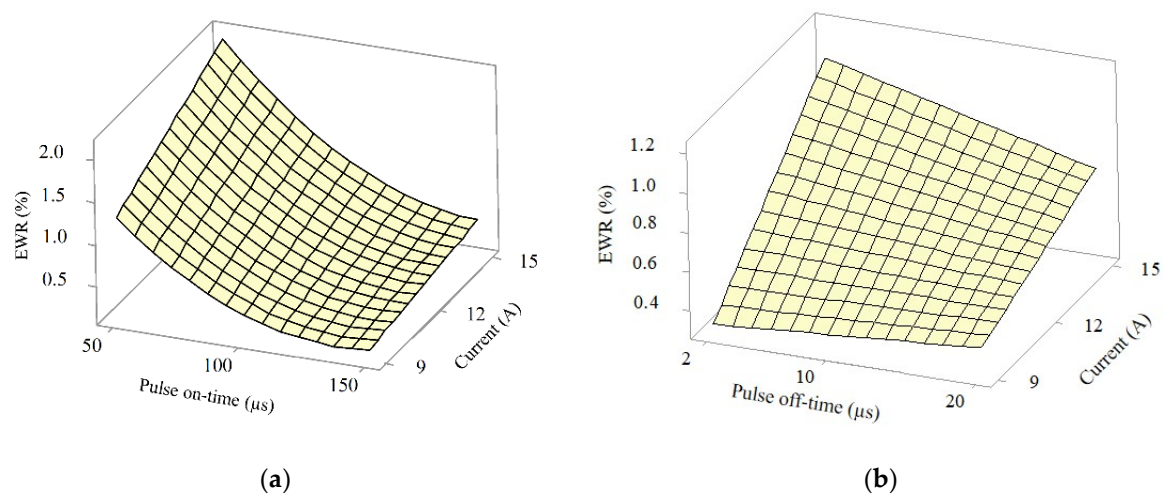 2.0
1.5
1.0
0.5
EWR (%)
50
100
150
Pulse on-time (µs)
9
12
15
Current (A)
(a)
1.2
1.0
0.8
0.6
0.4
EWR (%)
2
10
20
Pulse off-time (µs)
9
12
15
Current (A)
(b)